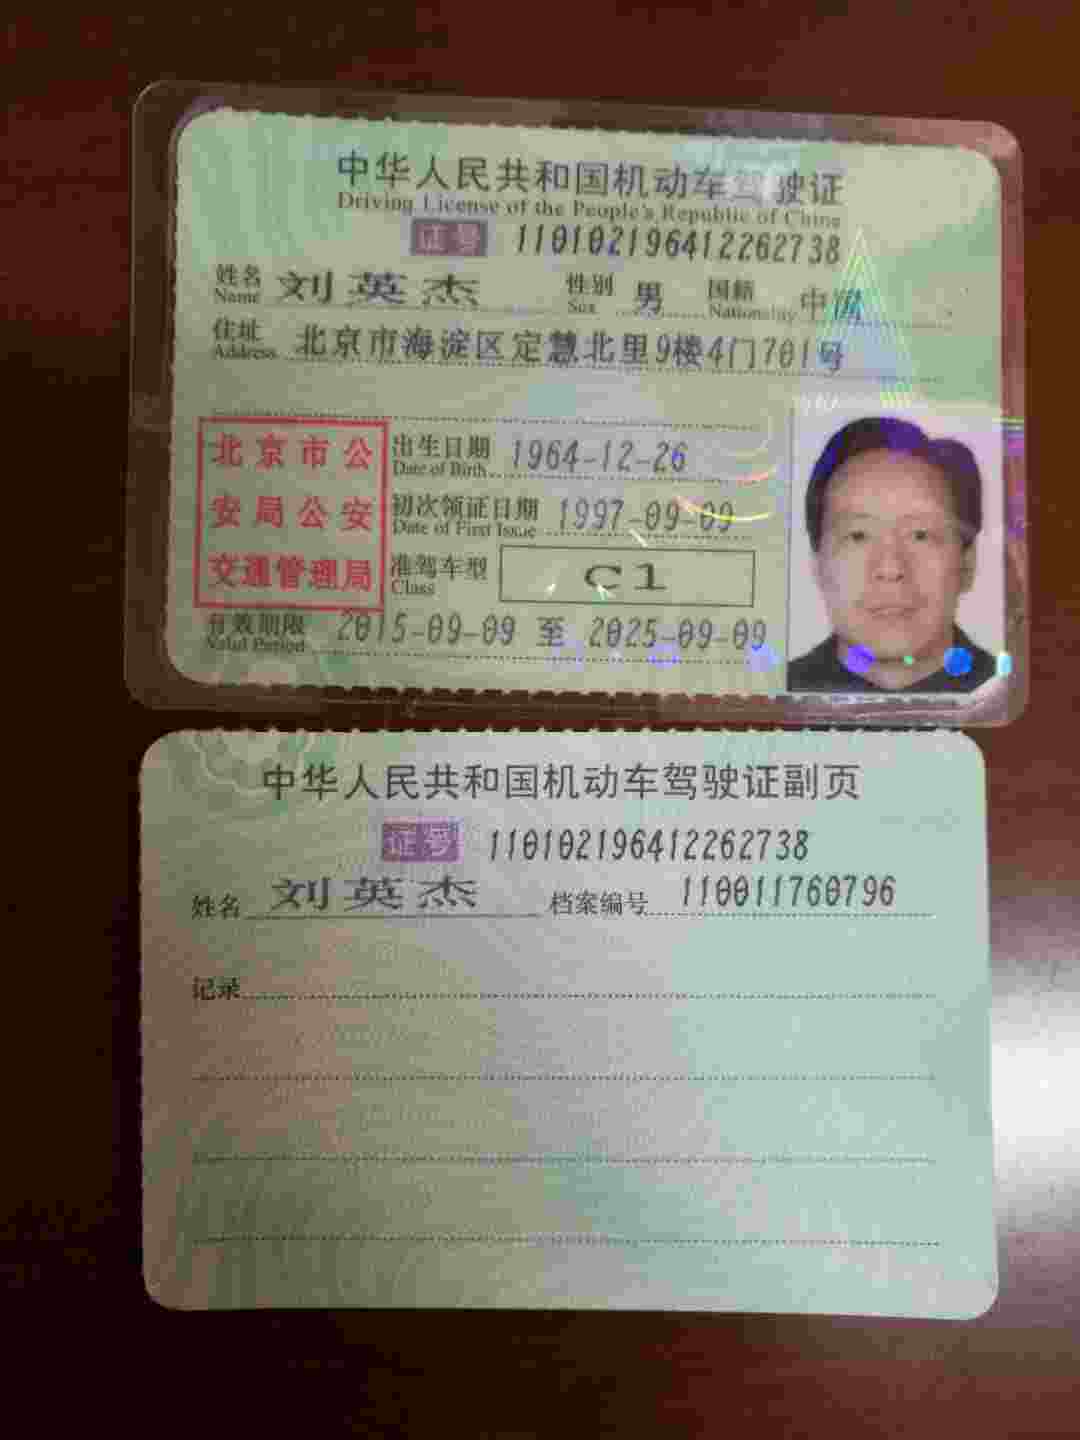 中华人民共和国机动车驾驶证
Driving License of the People's Republic of China
证号 110102196412262738
姓名 刘英杰 性别 男 国籍 中国
Name Sex Nationality
住址 北京市海淀区定慧北里9楼4门701号
Address
北京市公
安局公安
交通管理局
出生日期 1964-12-26
Date of Birth
初次领证日期 1997-09-09
Date of First Issue
准驾车型 C1
Class
有效期限 2015-09-09 至 2025-09-09
Valid Period
中华人民共和国机动车驾驶证副页
证号 110102196412262738
姓名 刘英杰 档案编号 110011760796
记录